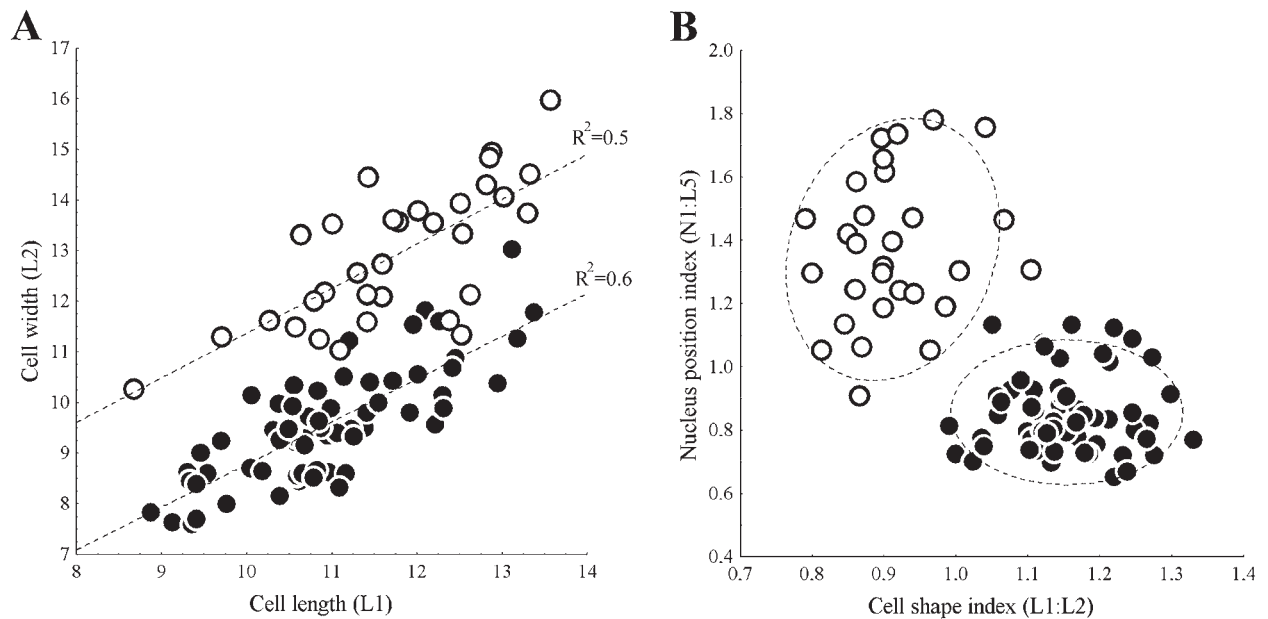 A
17
16
15
14
13
12
11
10
9
8
7
Cell width (L2)
R²=0.5
R²=0.6
8 9 10 11 12 13 14
Cell length (L1)
B
2.0
1.8
1.6
1.4
1.2
1.0
0.8
0.6
0.4
Nucleus position index (N1:L5)
0.7 0.8 0.9 1.0 1.1 1.2 1.3 1.4
Cell shape index (L1:L2)